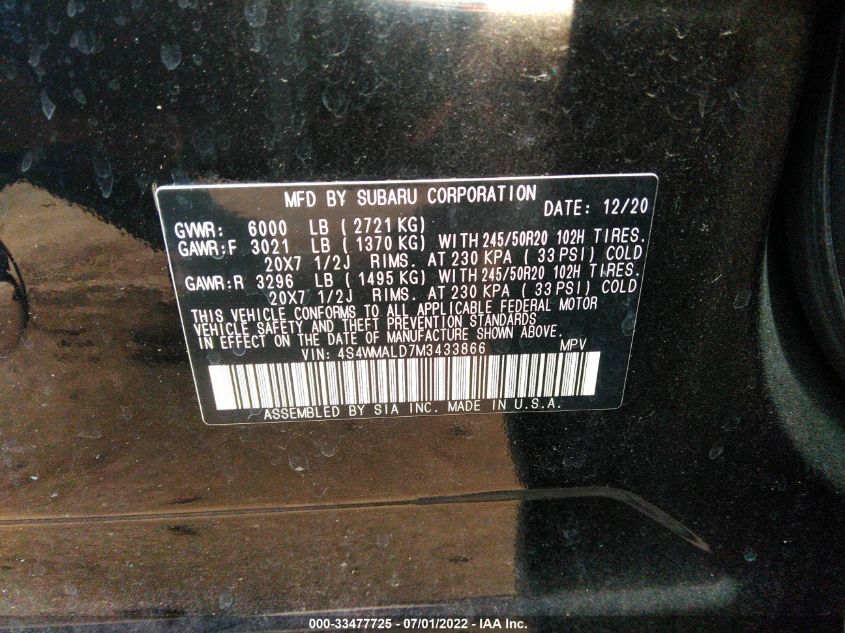 MFD BY SUBARU CORPORATION
DATE: 12/20
GVWR: 6000 LB ( 2721 KG)
GAWR:F 3021 LB ( 1370 KG) WITH 245/50R20 102H TIRES.
20X7 1/2J RIMS. AT 230 KPA ( 33 PSI) COLD
GAWR:R 3296 LB ( 1495 KG) WITH 245/50R20 102H TIRES.
20X7 1/2J RIMS. AT 230 KPA ( 33 PSI) COLD
THIS VEHICLE CONFORMS TO ALL APPLICABLE FEDERAL MOTOR
VEHICLE SAFETY AND THEFT PREVENTION STANDARDS
IN EFFECT ON THE DATE OF MANUFACTURE SHOWN ABOVE.
VIN: 4S4WMALD7M3433866 MPV
ASSEMBLED BY SIA INC. MADE IN U.S.A.
000-33477725 - 07/01/2022 - IAA Inc.